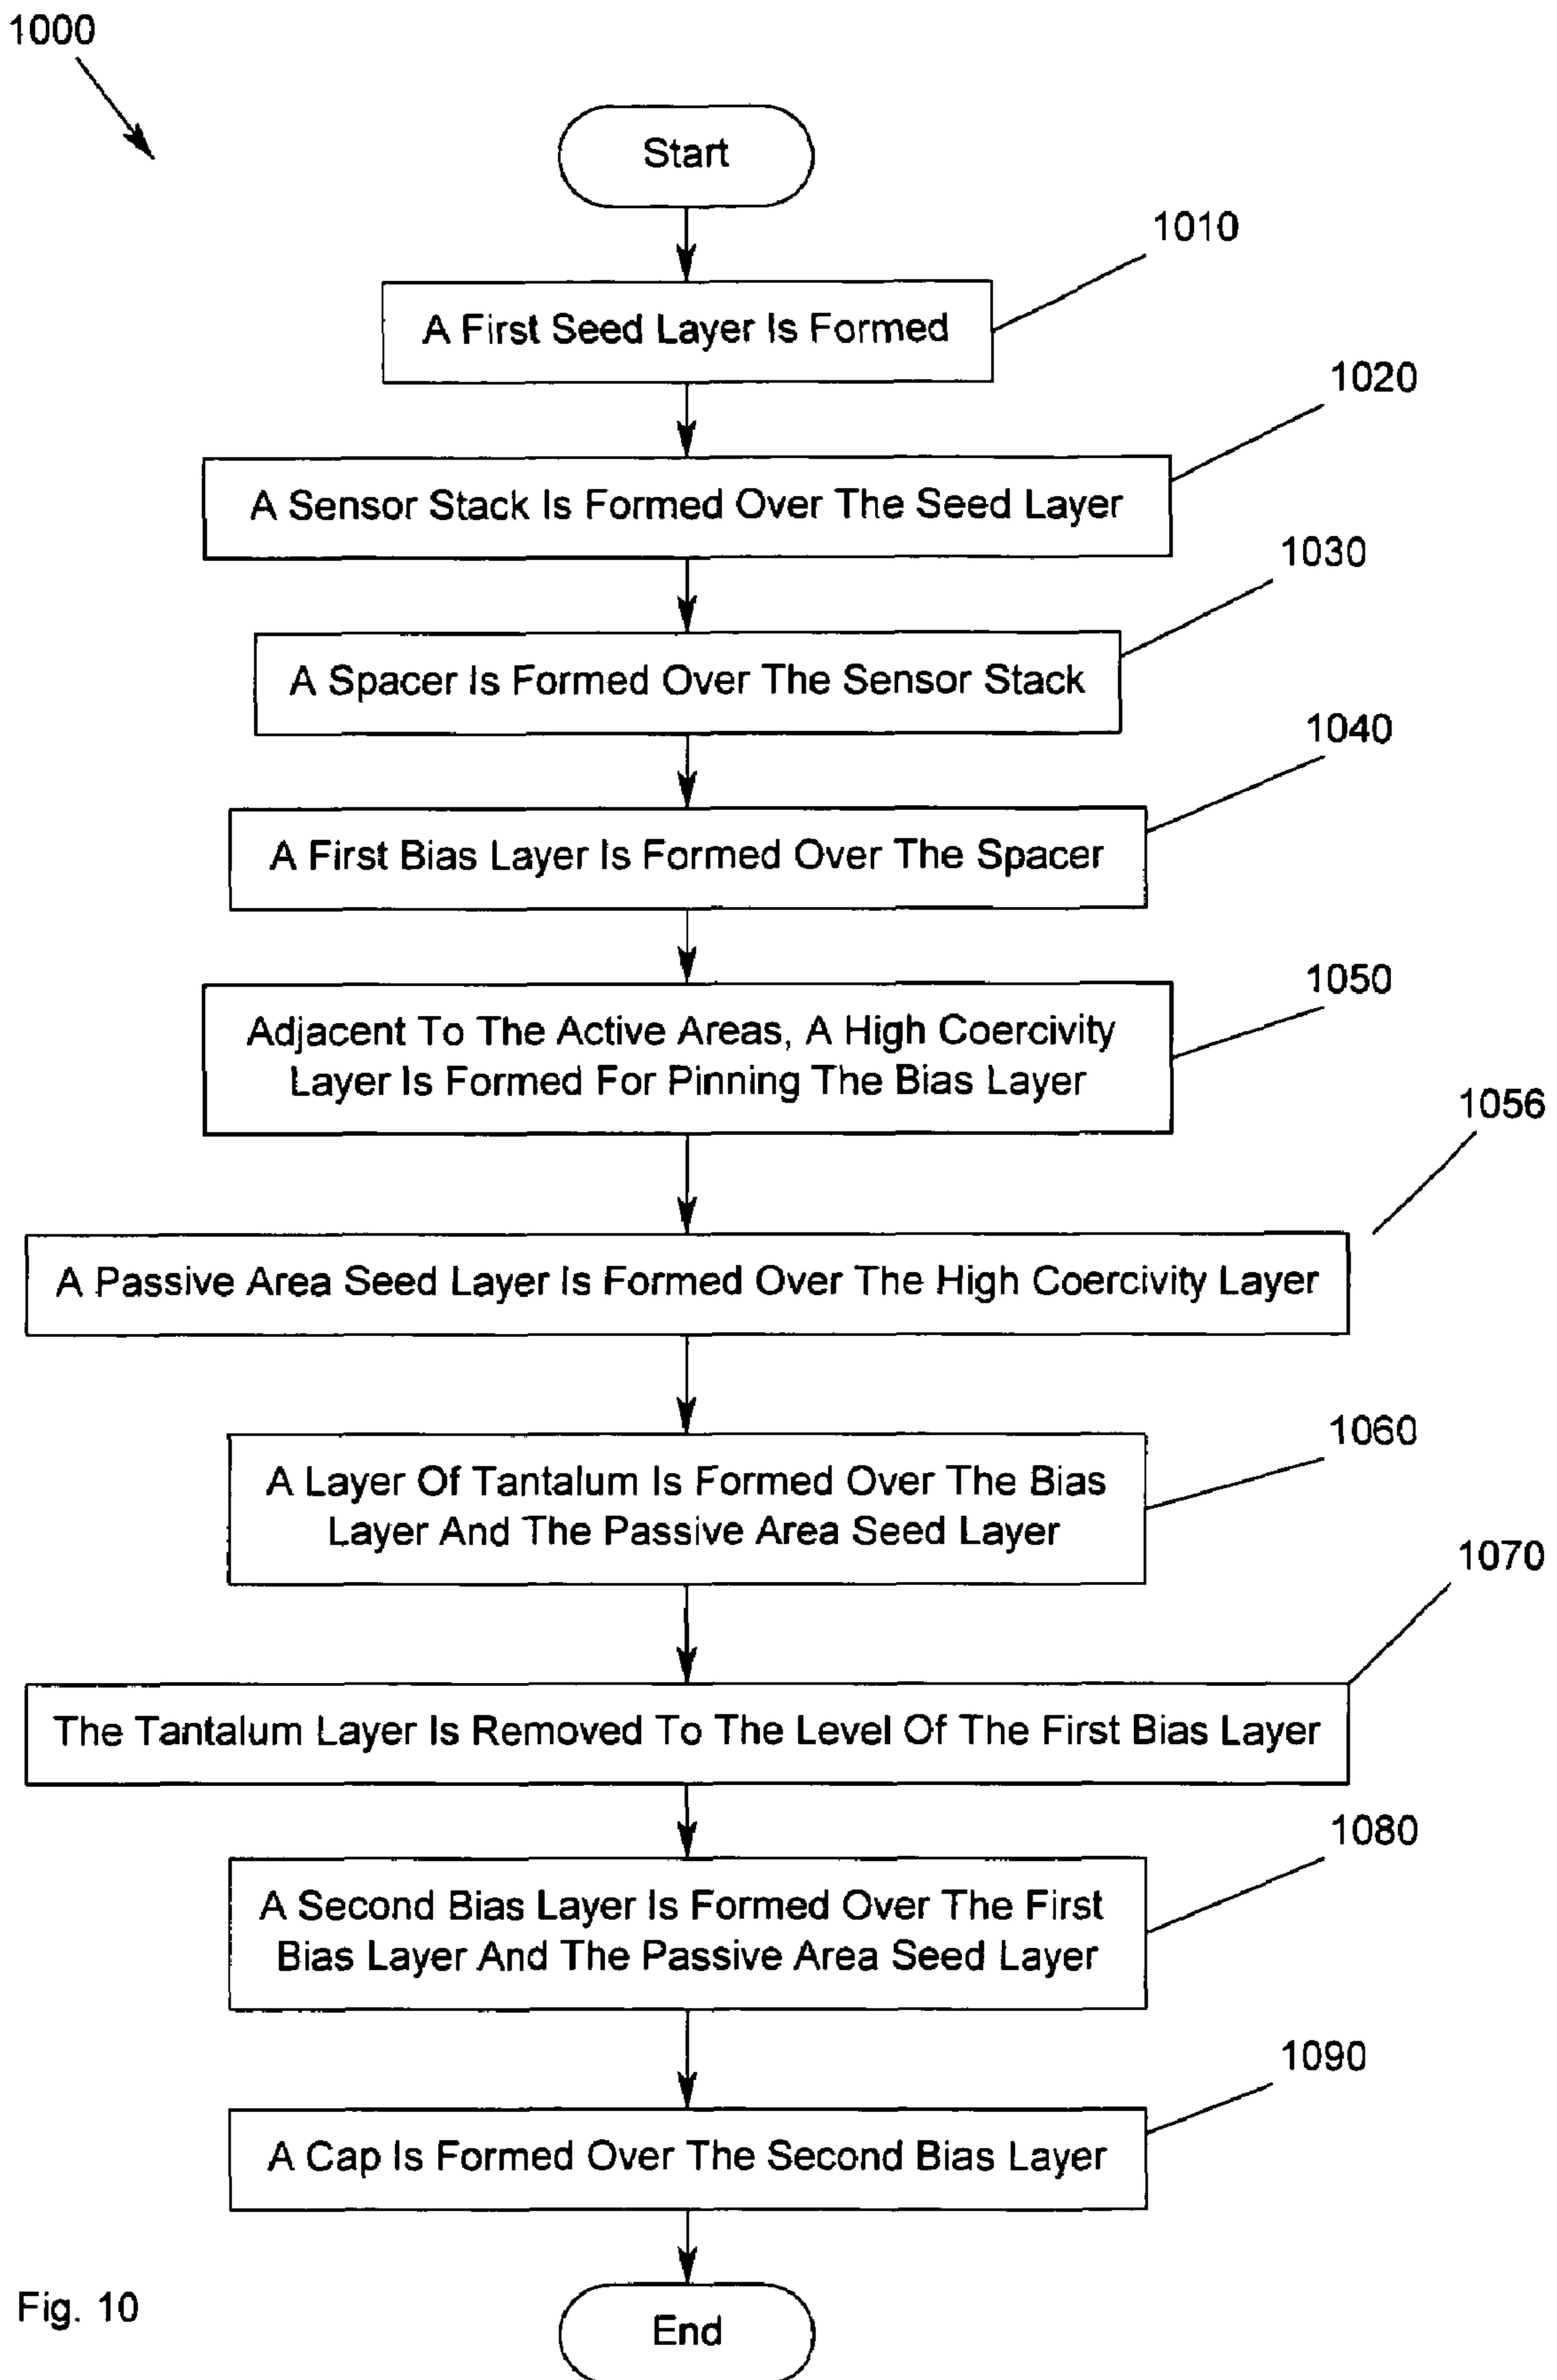 1000
Start
1010
A First Seed Layer Is Formed
1020
A Sensor Stack Is Formed Over The Seed Layer
1030
A Spacer Is Formed Over The Sensor Stack
1040
A First Bias Layer Is Formed Over The Spacer
1050
Adjacent To The Active Areas, A High Coercivity
Layer Is Formed For Pinning The Bias Layer
1056
A Passive Area Seed Layer Is Formed Over The High Coercivity Layer
1060
A Layer Of Tantalum Is Formed Over The Bias
Layer And The Passive Area Seed Layer
1070
The Tantalum Layer Is Removed To The Level Of The First Bias Layer
1080
A Second Bias Layer Is Formed Over The First
Bias Layer And The Passive Area Seed Layer
1090
A Cap Is Formed Over The Second Bias Layer
Fig. 10
End